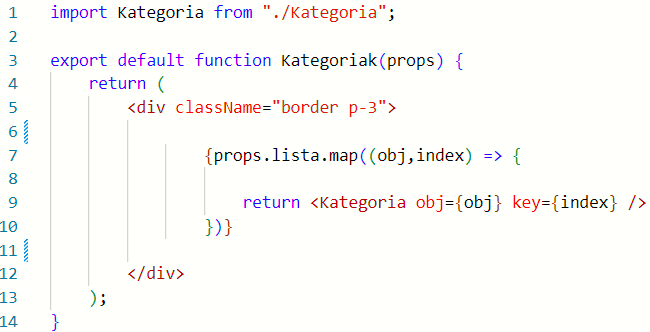 1 import Kategoria from "./Kategoria";
2
3 export default function Kategoriak(props) {
4     return (
5         <div className="border p-3">
6
7                 {props.lista.map((obj,index) => {
8
9                     return <Kategoria obj={obj} key={index} />
10                 })}
11
12         </div>
13     );
14 }